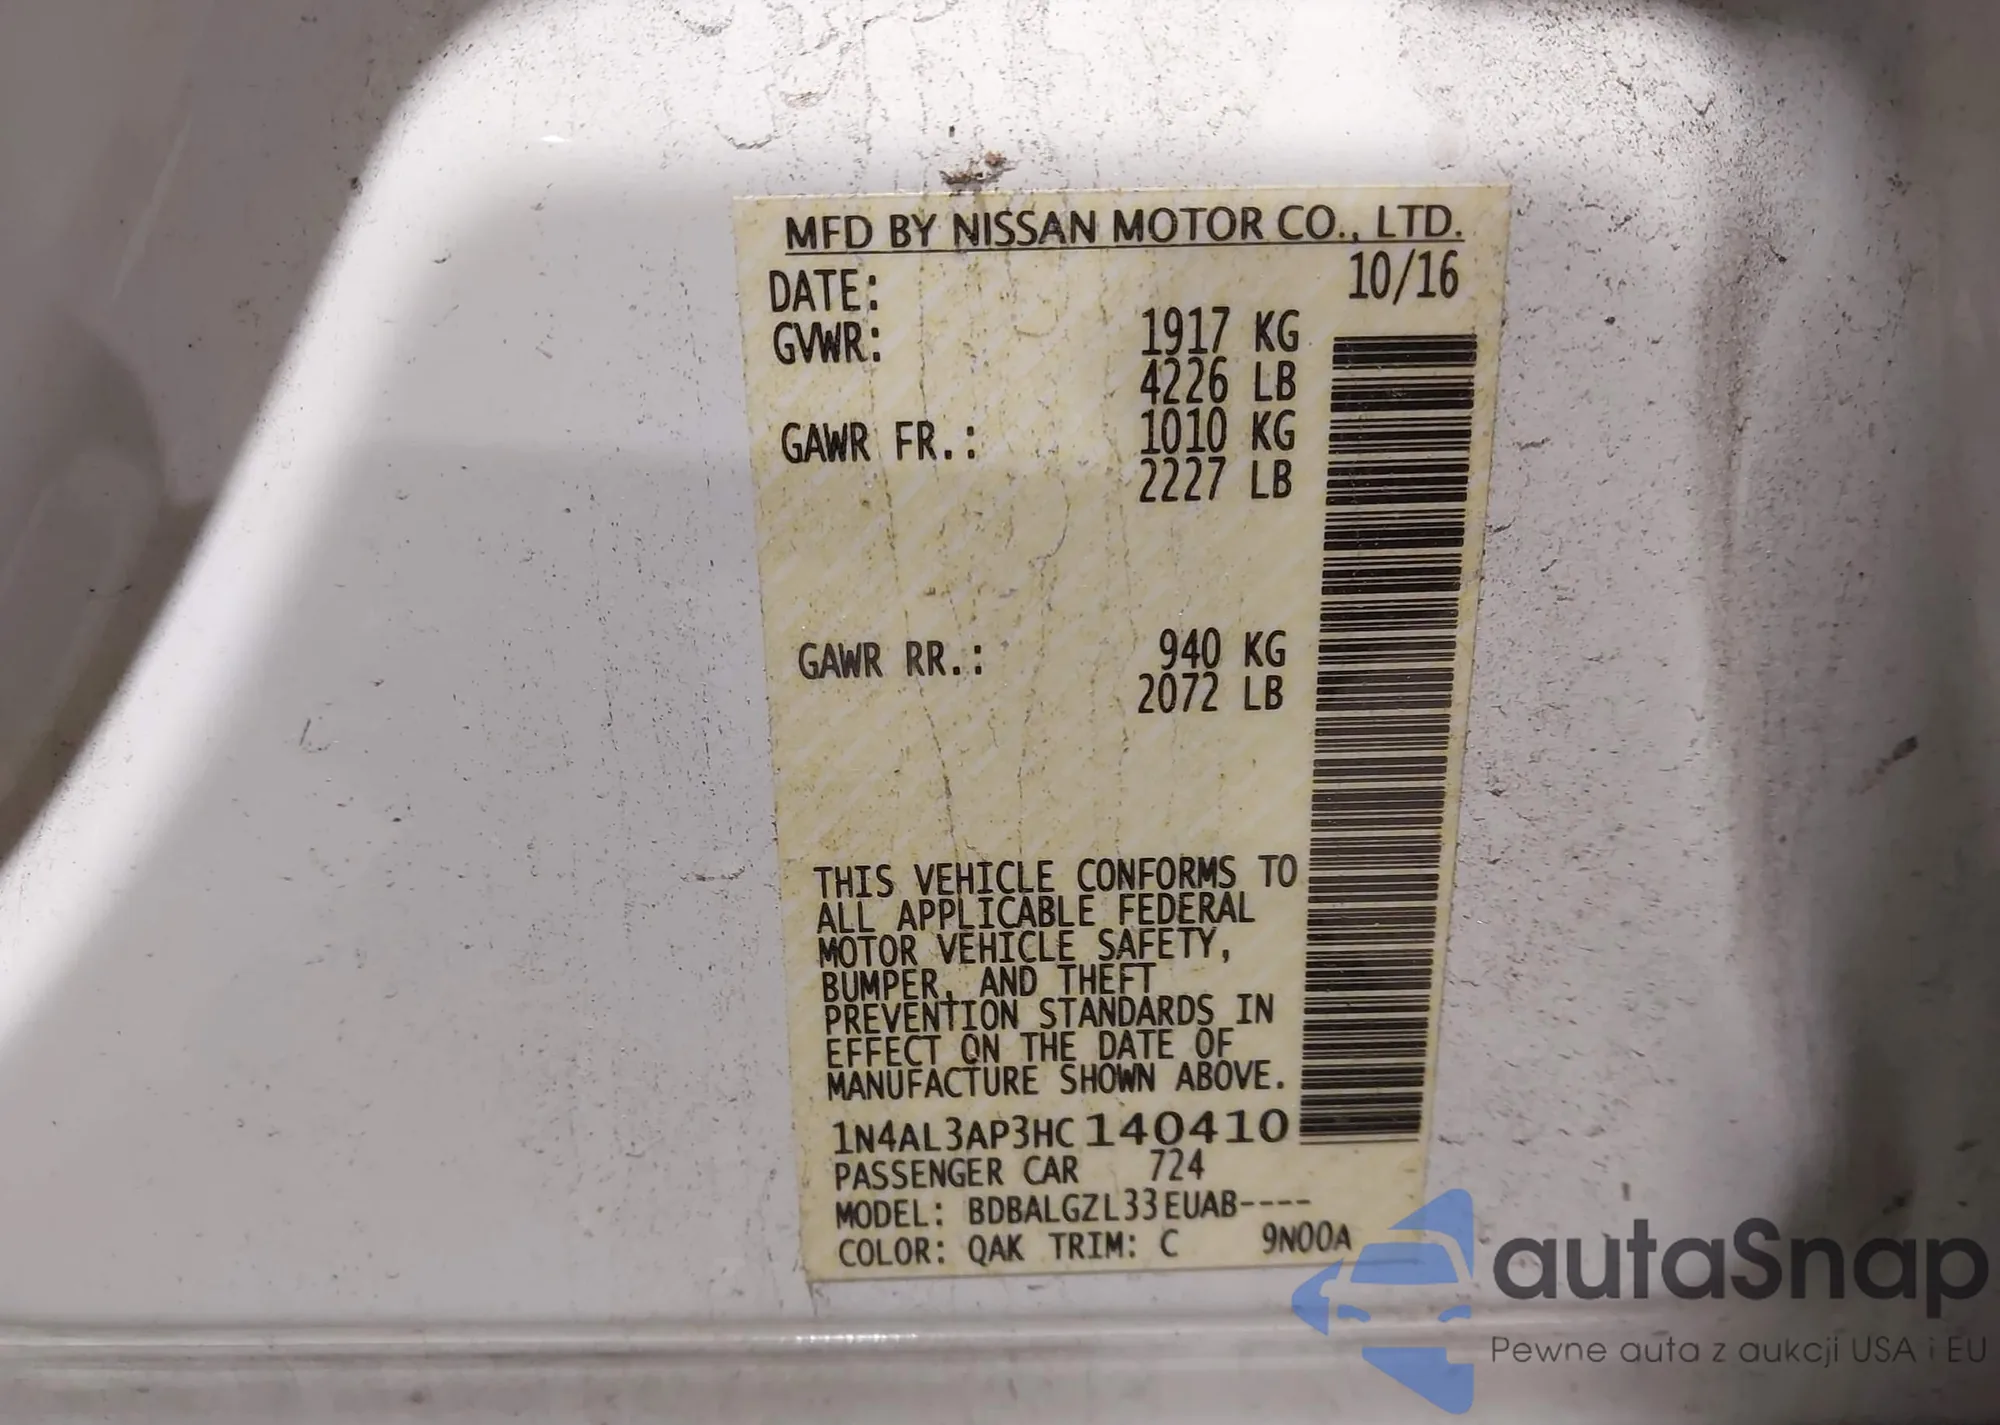 MFD BY NISSAN MOTOR CO., LTD.
DATE: 10/16
GVWR: 1917 KG
4226 LB
GAWR FR.: 1010 KG
2227 LB
GAWR RR.: 940 KG
2072 LB
THIS VEHICLE CONFORMS TO
ALL APPLICABLE FEDERAL
MOTOR VEHICLE SAFETY,
BUMPER, AND THEFT
PREVENTION STANDARDS IN
EFFECT ON THE DATE OF
MANUFACTURE SHOWN ABOVE.
1N4AL3AP3HC140410
PASSENGER CAR 724
MODEL: BDBALGZL33EUAB----
COLOR: QAK TRIM: C 9N00A
autaSnap
Pewne auta z aukcji USA i EU